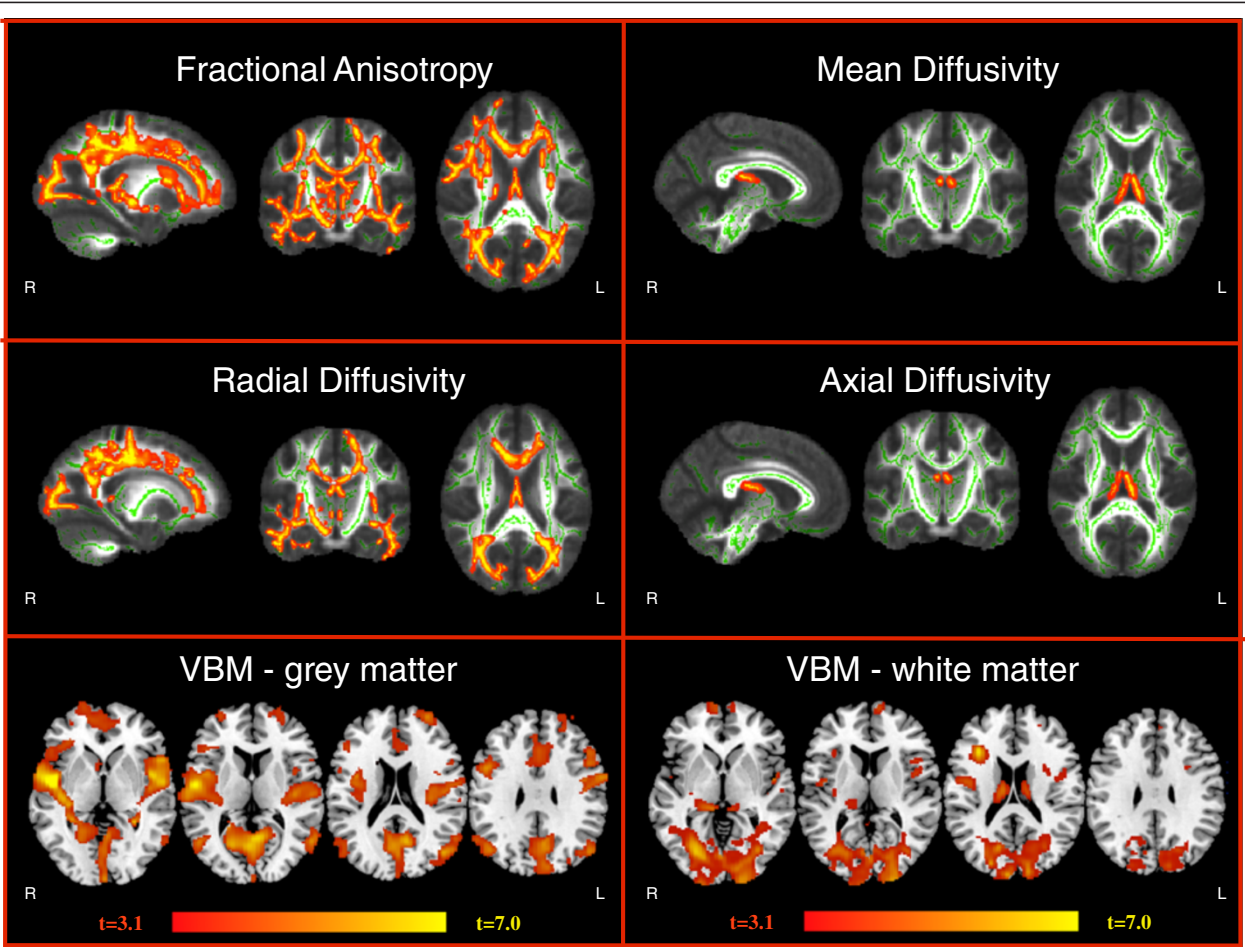 Fractional Anisotropy
Mean Diffusivity
R
L
R
L
Radial Diffusivity
Axial Diffusivity
R
L
R
L
VBM - grey matter
VBM - white matter
R
L
R
L
t=3.1
t=7.0
t=3.1
t=7.0